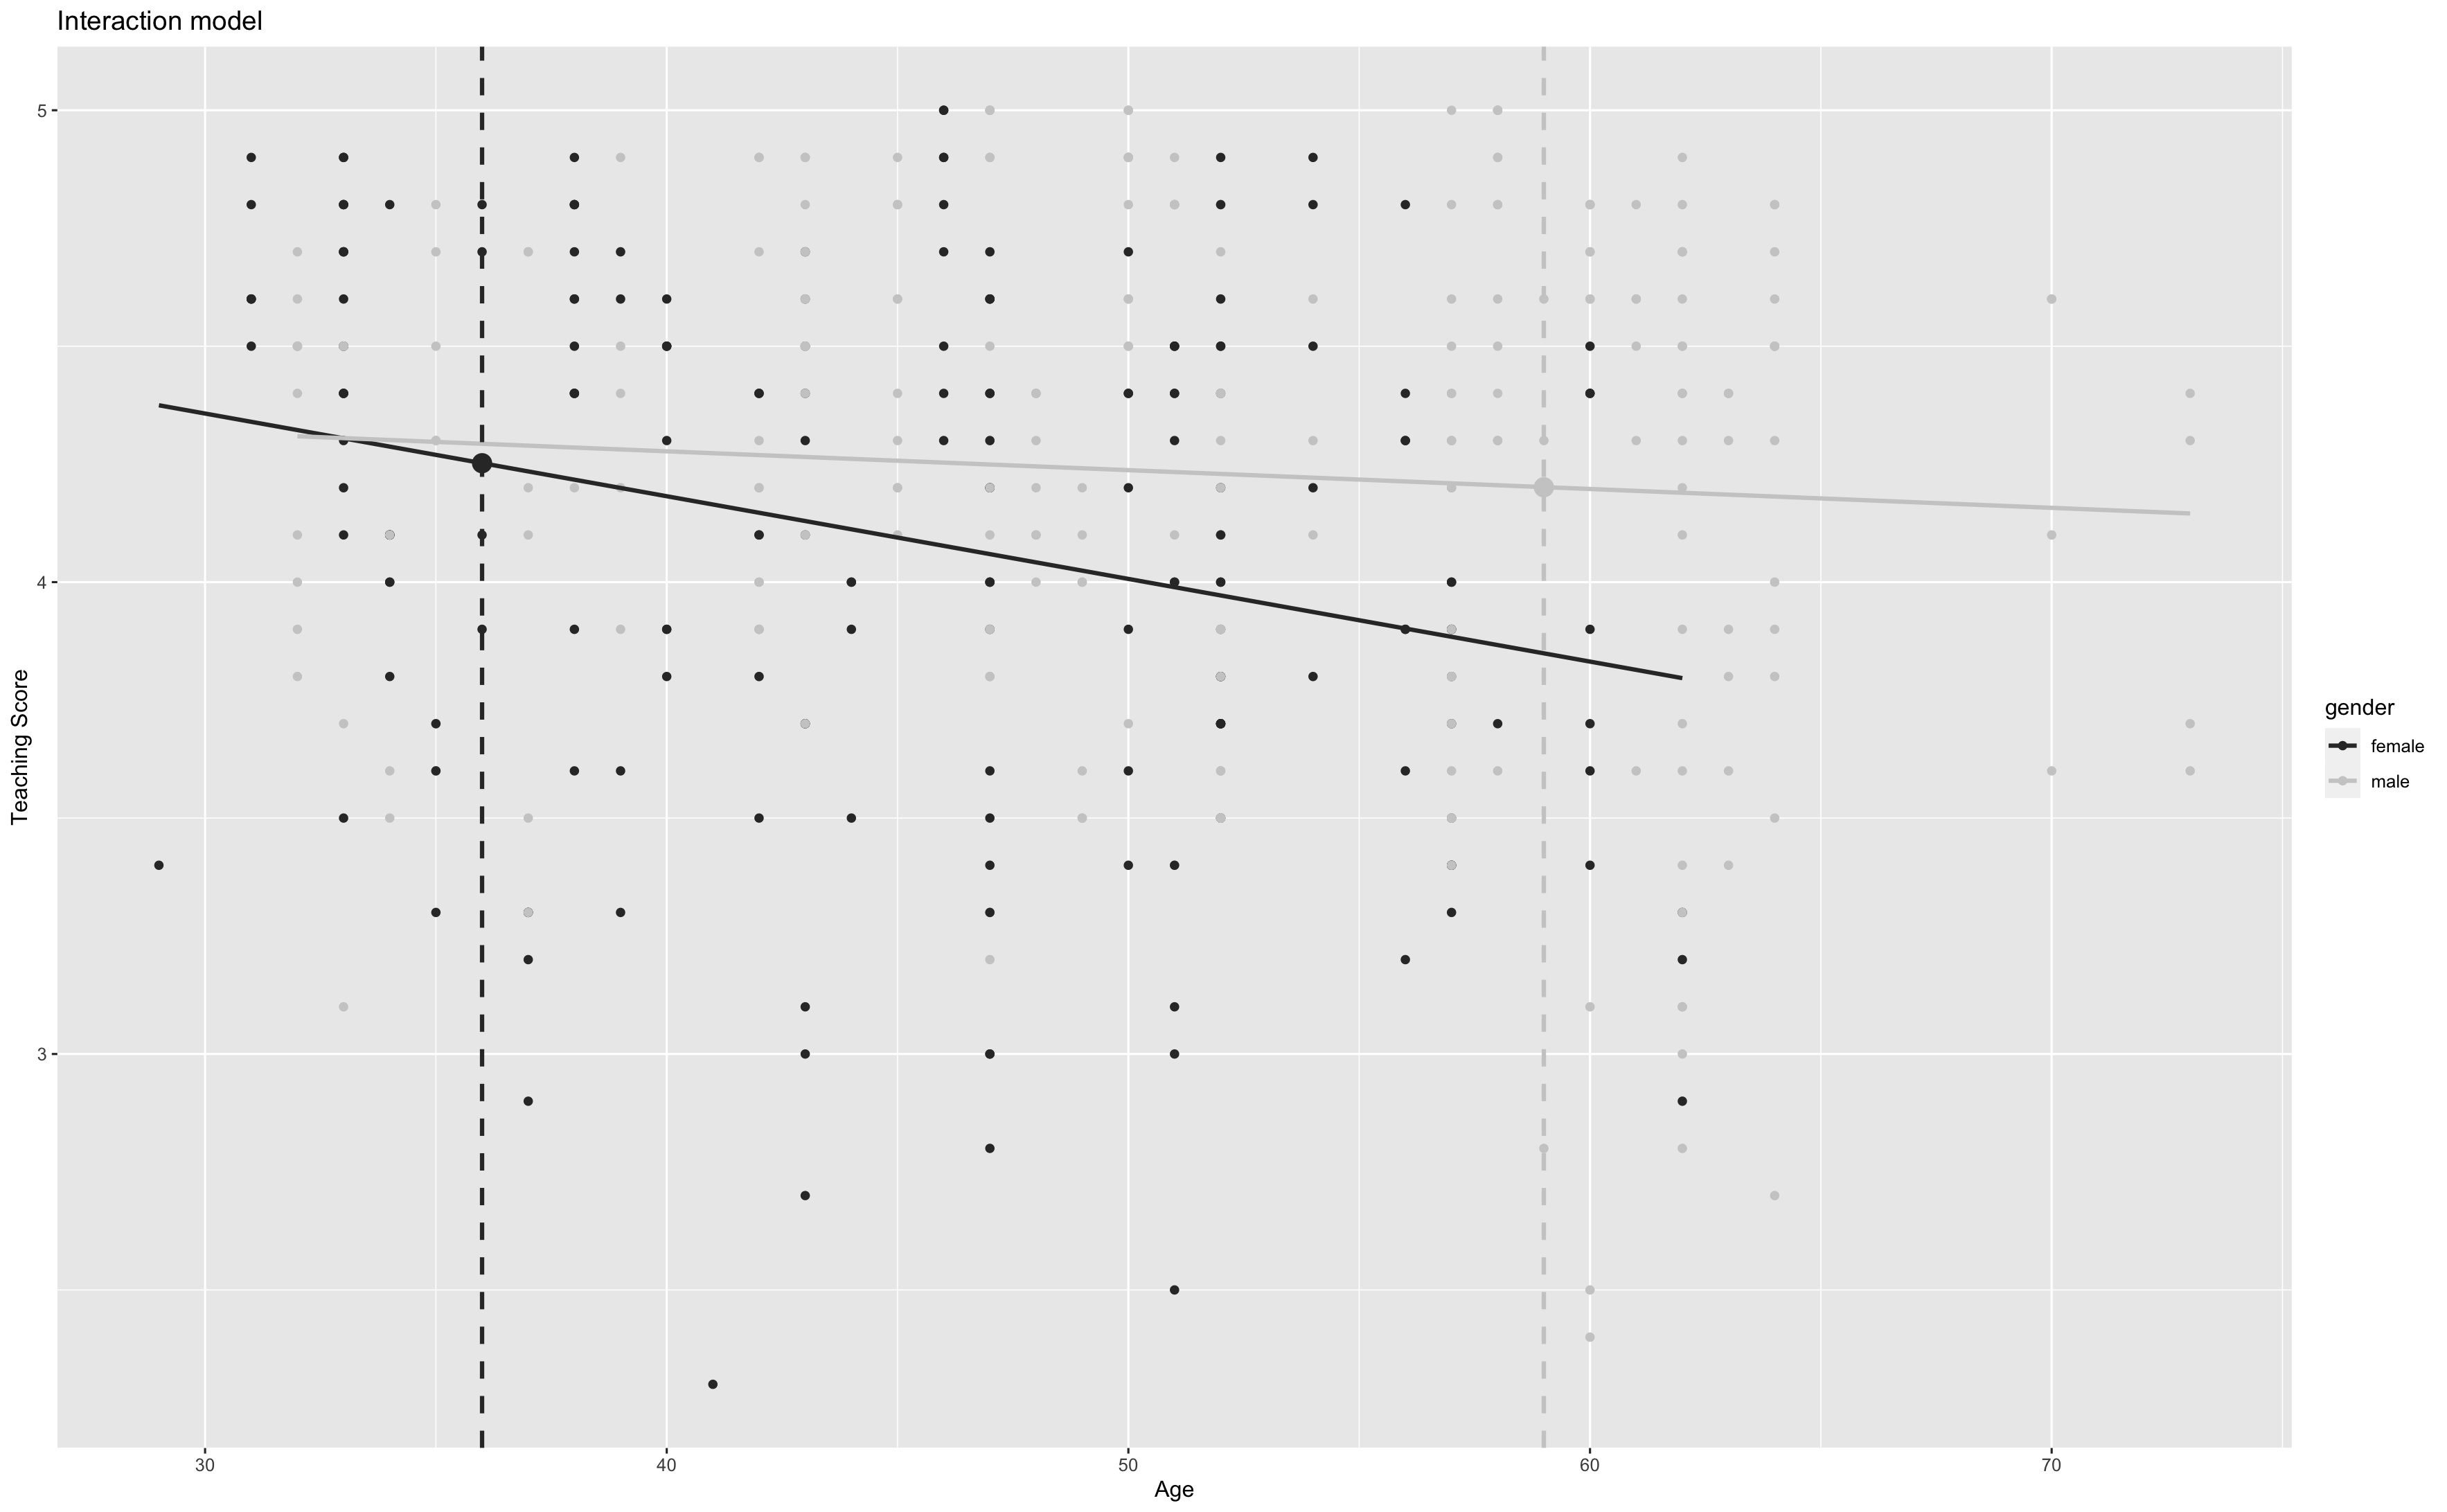 Interaction model
5
4
3
Teaching Score
30 40 50 60 70
Age
gender
female
male